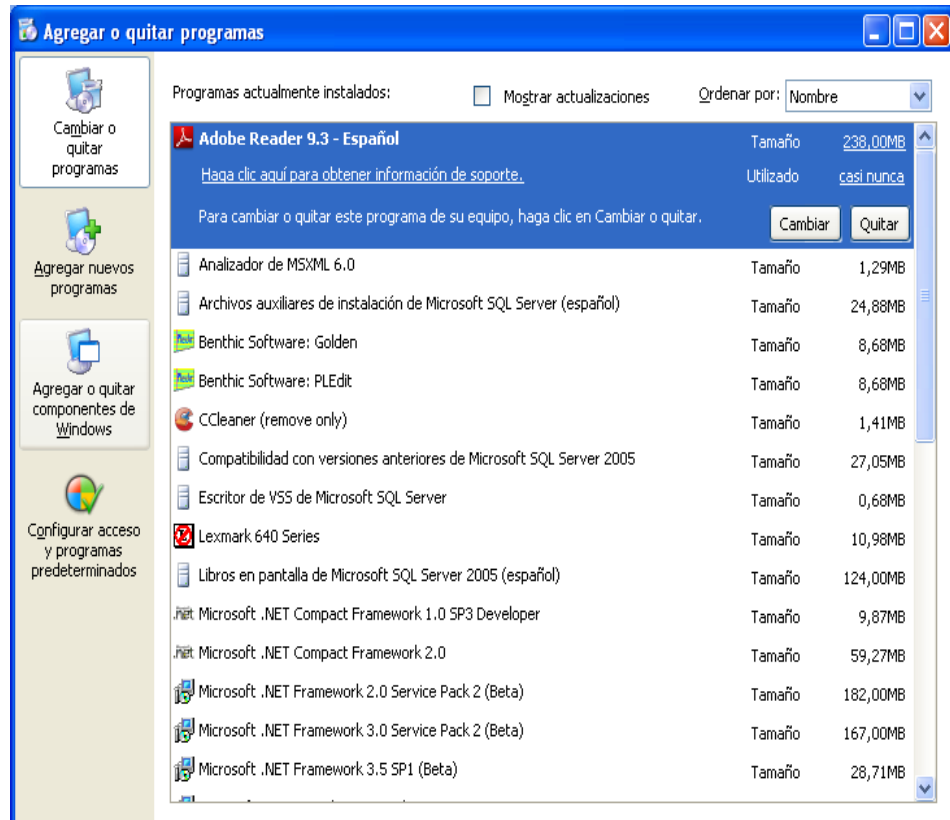 Agregar o quitar programas
Cambiar o
quitar
programas
Agregar nuevos
programas
Agregar o quitar
componentes de
Windows
Configurar acceso
y programas
predeterminados
Programas actualmente instalados: Mostrar actualizaciones Ordenar por: Nombre
Adobe Reader 9.3 - Español Tamaño 238,00MB
Haga clic aquí para obtener información de soporte. Utilizado casi nunca
Para cambiar o quitar este programa de su equipo, haga clic en Cambiar o quitar. Cambiar Quitar
Analizador de MSXML 6.0 Tamaño 1,29MB
Archivos auxiliares de instalación de Microsoft SQL Server (español) Tamaño 24,88MB
Benthic Software: Golden Tamaño 8,68MB
Benthic Software: PLEdit Tamaño 8,68MB
CCleaner (remove only) Tamaño 1,41MB
Compatibilidad con versiones anteriores de Microsoft SQL Server 2005 Tamaño 27,05MB
Escritor de VSS de Microsoft SQL Server Tamaño 0,68MB
Lexmark 640 Series Tamaño 10,98MB
Libros en pantalla de Microsoft SQL Server 2005 (español) Tamaño 124,00MB
.net Microsoft .NET Compact Framework 1.0 SP3 Developer Tamaño 9,87MB
.net Microsoft .NET Compact Framework 2.0 Tamaño 59,27MB
Microsoft .NET Framework 2.0 Service Pack 2 (Beta) Tamaño 182,00MB
Microsoft .NET Framework 3.0 Service Pack 2 (Beta) Tamaño 167,00MB
Microsoft .NET Framework 3.5 SP1 (Beta) Tamaño 28,71MB